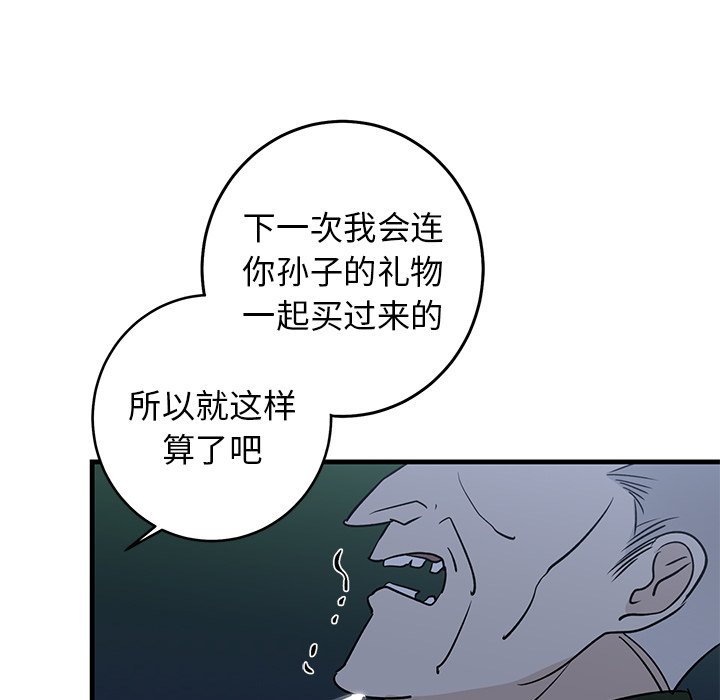 下一次我会连
你孙子的礼物
一起买过来的
所以就这样
算了吧